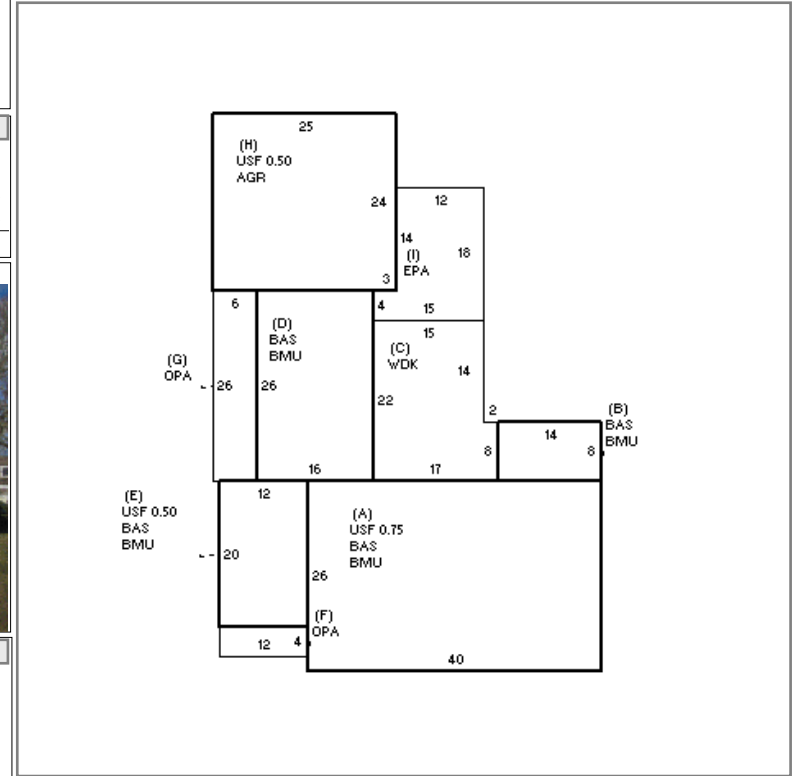 25
(H)
USF 0.50
AGR
24
12
14
18
(I)
EPA
3
6
4
15
(D)
BAS
BMU
15
(C)
WDK
14
(G)
OPA
26
26
22
2
(B)
BAS
BMU
14
8
8
16
17
(E)
USF 0.50
BAS
BMU
12
20
(A)
USF 0.75
BAS
BMU
26
(F)
OPA
12
4
40